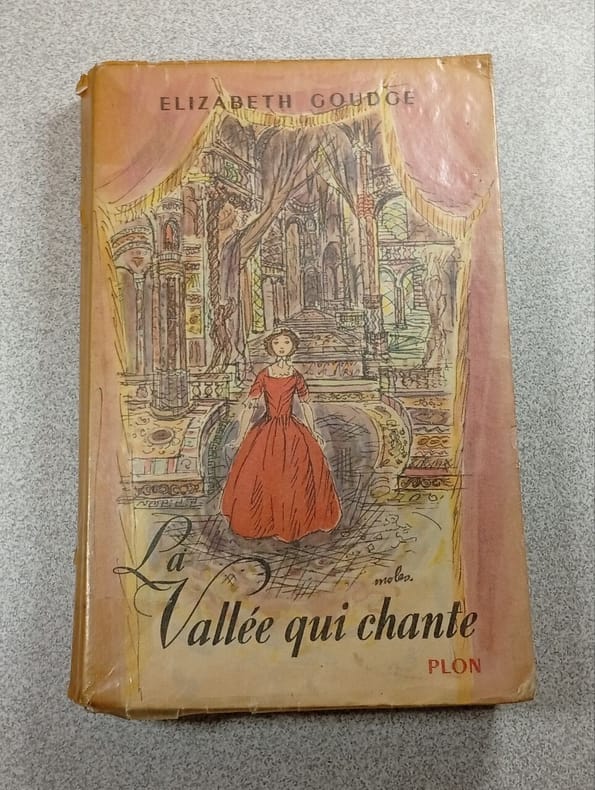 ELIZABETH GOUDGE
La
Vallée qui chante
moles.
PLON